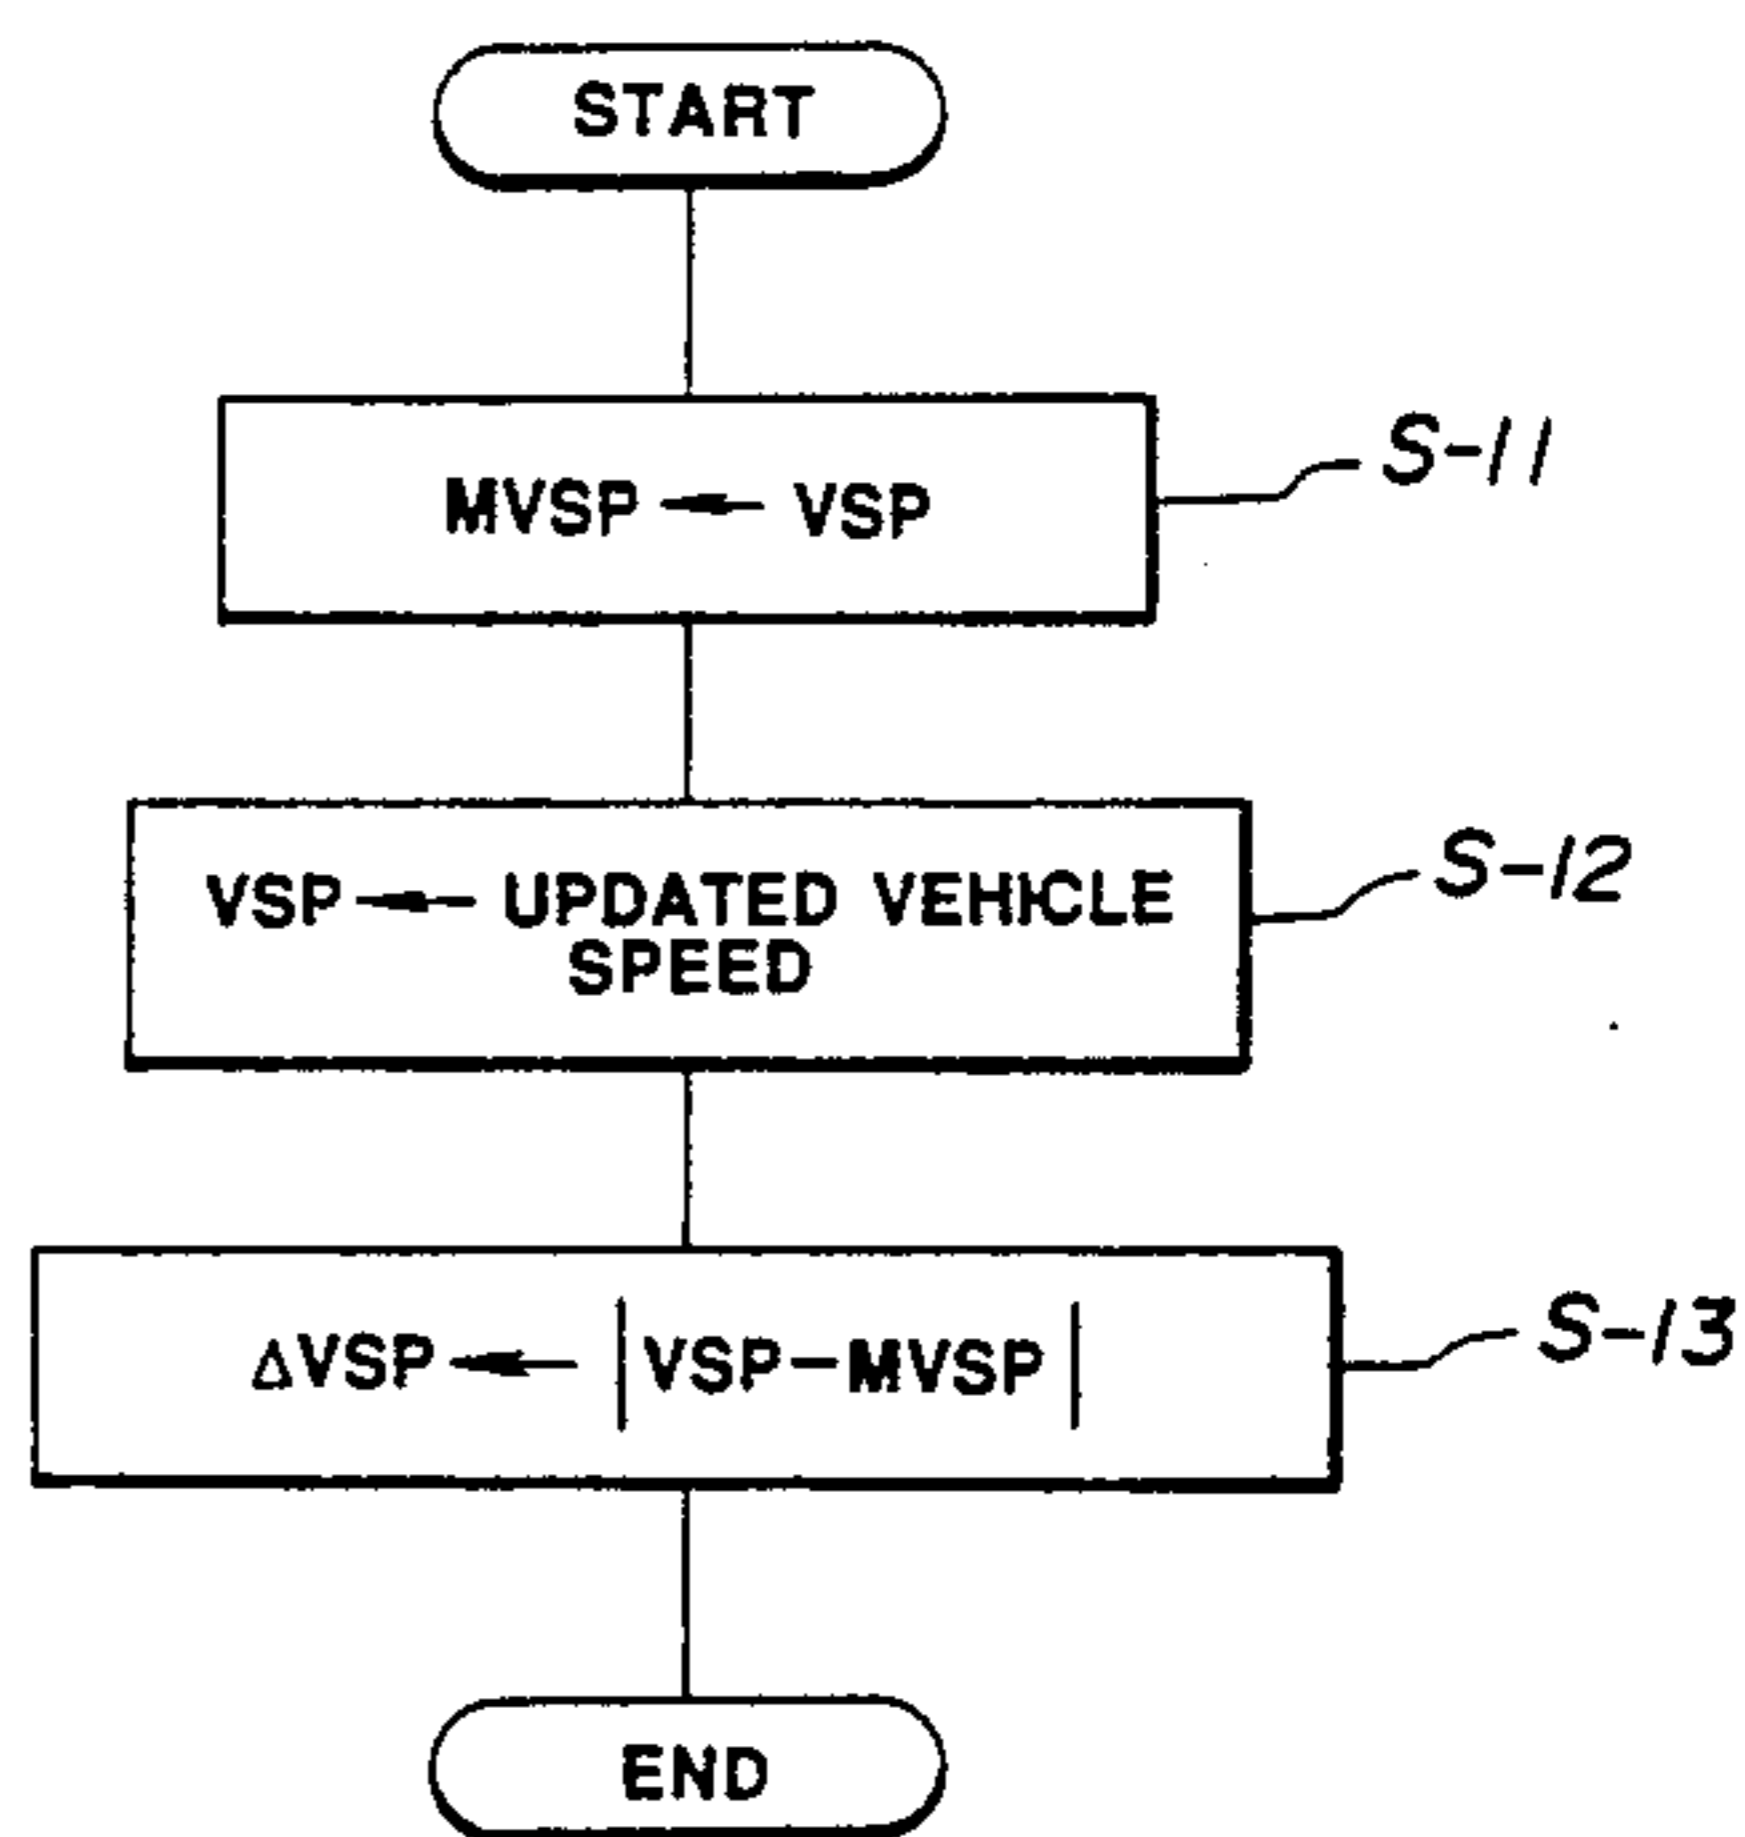 START
MVSP ← VSP
S-11
VSP ← UPDATED VEHICLE
SPEED
S-12
ΔVSP ← |VSP-MVSP|
S-13
END